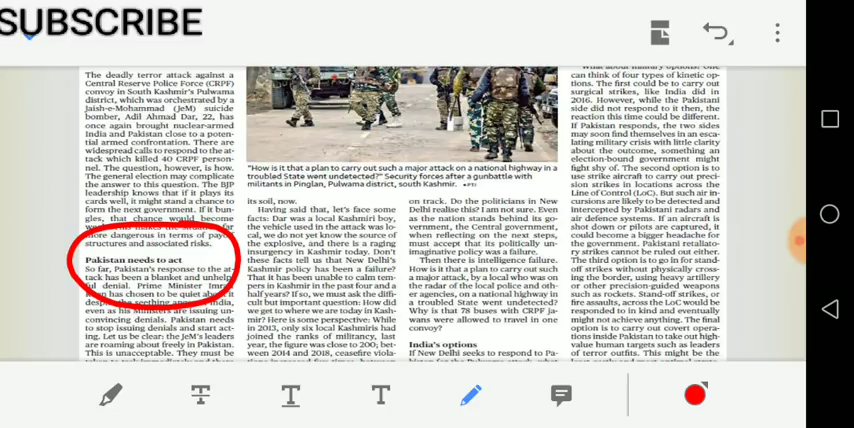 SUBSCRIBE
The deadly terror attack against a
Central Reserve Police Force (CRPF)
convoy in South Kashmir's Pulwama
district, which was orchestrated by a
Jaish-e-Mohammad (JeM) suicide
bomber, Adil Ahmad Dar, 22, has
once again brought nuclear-armed
India and Pakistan close to a poten-
tial armed confrontation. There are
widespread calls to respond to the at-
tack which killed 40 CRPF person-
nel. The question, however, is how.
The general election may complicate
the answer to this question. The BJP
leadership knows that if it plays its
cards well, it might stand a chance to
form the next government. If it bun-
gles, that chance would become
more dangerous in terms of payoff
structures and associated risks.
Pakistan needs to act
So far, Pakistan's response to the at-
tack has been a blanket and unhelp-
ful denial. Prime Minister Imran
Khan has chosen to be quiet about it
despite the seething anger in India,
even as his Ministers are issuing un-
convincing denials. Pakistan needs
to stop issuing denials and start act-
ing. Let us be clear: the JeM's leaders
are roaming about freely in Pakistan.
This is unacceptable. They must be
"How is it that a plan to carry out such a major attack on a national highway in a
troubled State went undetected?" Security forces after a gunbattle with
militants in Pinglan, Pulwama district, south Kashmir. •PTI
its soil, now.
Having said that, let's face some
facts: Dar was a local Kashmiri boy,
the vehicle used in the attack was lo-
cal, we do not yet know the source of
the explosive, and there is a raging
insurgency in Kashmir today. Don't
these facts tell us that New Delhi's
Kashmir policy has been a failure?
That it has been unable to calm tem-
pers in Kashmir in the past four and a
half years? If so, we must ask the diffi-
cult but important question: How did
we get to where we are today in Kash-
mir? Here is some perspective: While
in 2013, only six local Kashmiris had
joined the ranks of militancy, last
year, the figure was close to 200; bet-
ween 2014 and 2018, ceasefire viola-
on track. Do the politicians in New
Delhi realise this? I am not sure. Even
as the nation stands behind its gov-
ernment, the Central Government,
when reflecting on the next steps,
must accept that its politically un-
imaginative policy was a failure.
Then there is intelligence failure.
How is it that a plan to carry out such
a major attack, by a local who was on
the radar of the local police and oth-
er agencies, on a national highway in
a troubled State went undetected?
Why is that 78 buses with CRPF ja-
wans were allowed to travel in one
convoy?
India's options
If New Delhi seeks to respond to Pa-
What about military options? One
can think of four types of kinetic op-
tions. The first could be to carry out
surgical strikes, like India did in
2016. However, while the Pakistani
side did not respond to it then, the
reaction this time could be different.
If Pakistan responds, the two sides
may soon find themselves in an esca-
lating military crisis with little clarity
about the outcome, something an
election-bound government might
fight shy of. The second option is to
use strike aircraft to carry out preci-
sion strikes in locations across the
Line of Control (LoC). But such air in-
cursions are likely to be detected and
intercepted by Pakistani radars and
air defence systems. If an aircraft is
shot down or pilots are captured, it
could become a bigger headache for
the government. Pakistani retaliato-
ry strikes cannot be ruled out either.
The third option is to go in for stand-
off strikes without physically cross-
ing the border, using heavy artillery
or other precision-guided weapons
such as rockets. Stand-off strikes, or
fire assaults, across the LoC would be
responded to in kind and eventually
might not achieve anything. The final
option is to carry out covert opera-
tions inside Pakistan to take out high-
value human targets such as leaders
of terror outfits. This might be the